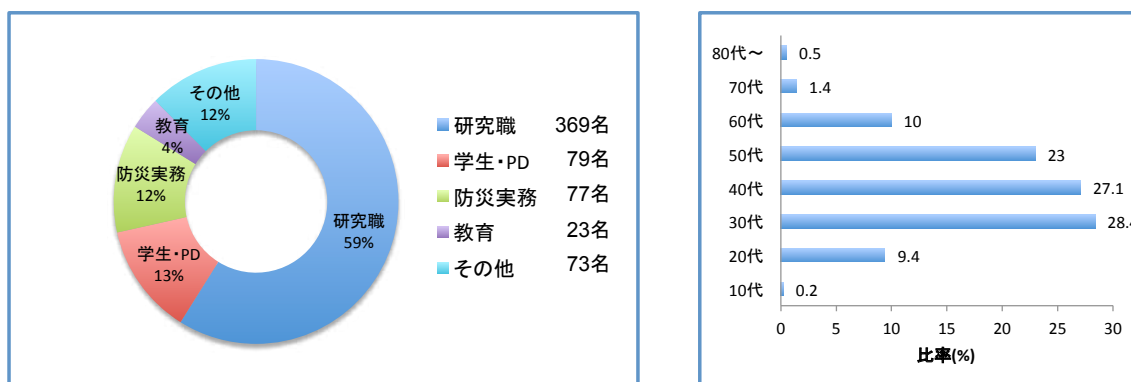 その他
12%
教育
4%
防災実務
12%
学生・PD
13%
研究職
59%
研究職 369名
学生・PD 79名
防災実務 77名
教育 23名
その他 73名
80代～ 0.5
70代 1.4
60代 10
50代 23
40代 27.1
30代 28.4
20代 9.4
10代 0.2
0 5 10 15 20 25 30
比率(%)